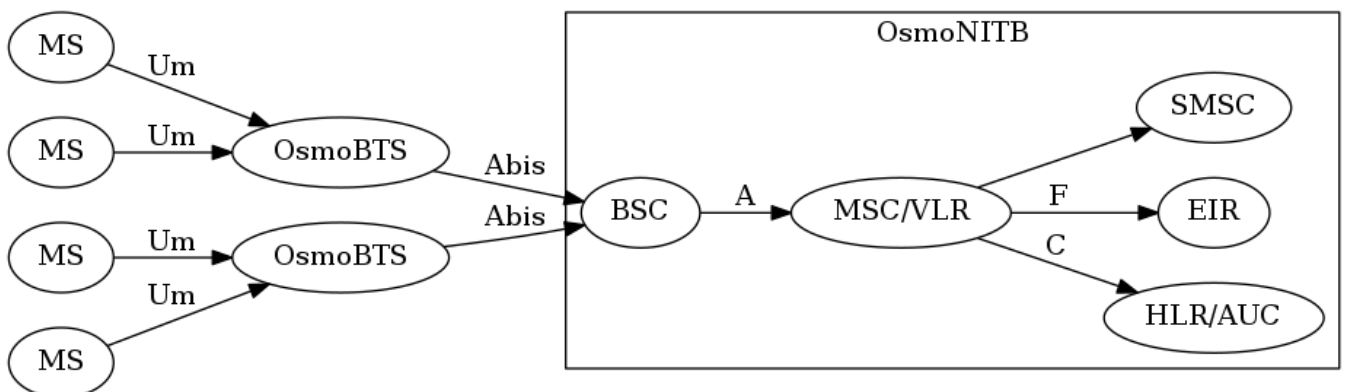 OsmoNITB
MS
Um
MS
Um
OsmoBTS
Abis
MS
Um
OsmoBTS
Abis
Um
MS
BSC
A
MSC/VLR
SMSC
F
EIR
C
HLR/AUC